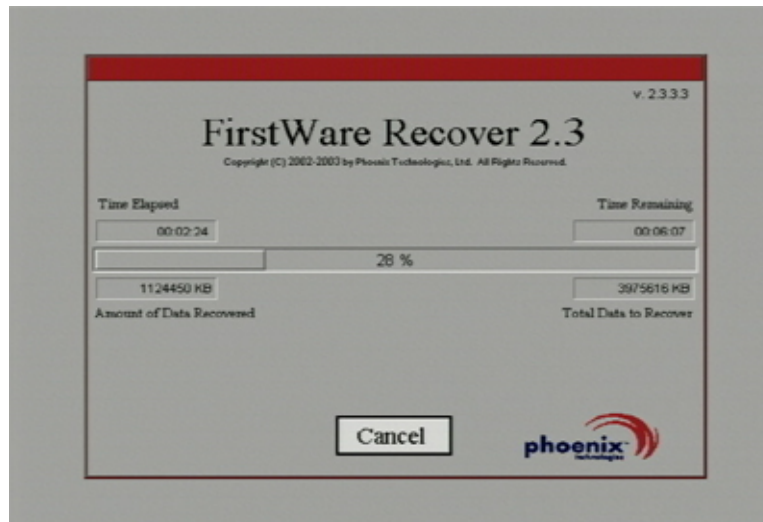 v. 2.3.3.3
FirstWare Recover 2.3
Copyright (C) 2002-2003 by Phoenix Technologies, Ltd. All Rights Reserved.
Time Elapsed
Time Remaining
00:02:24
00:06:07
28 %
1124450 KB
3975616 KB
Amount of Data Recovered
Total Data to Recover
Cancel
phoenix
technologies